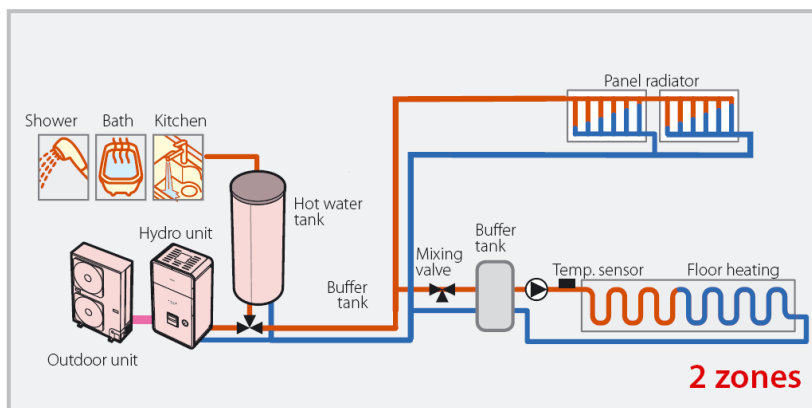 Panel radiator
Shower
Bath
Kitchen
Hot water
tank
Hydro unit
Buffer
tank
Mixing
valve
Buffer
tank
Temp. sensor
Floor heating
Outdoor unit
2 zones